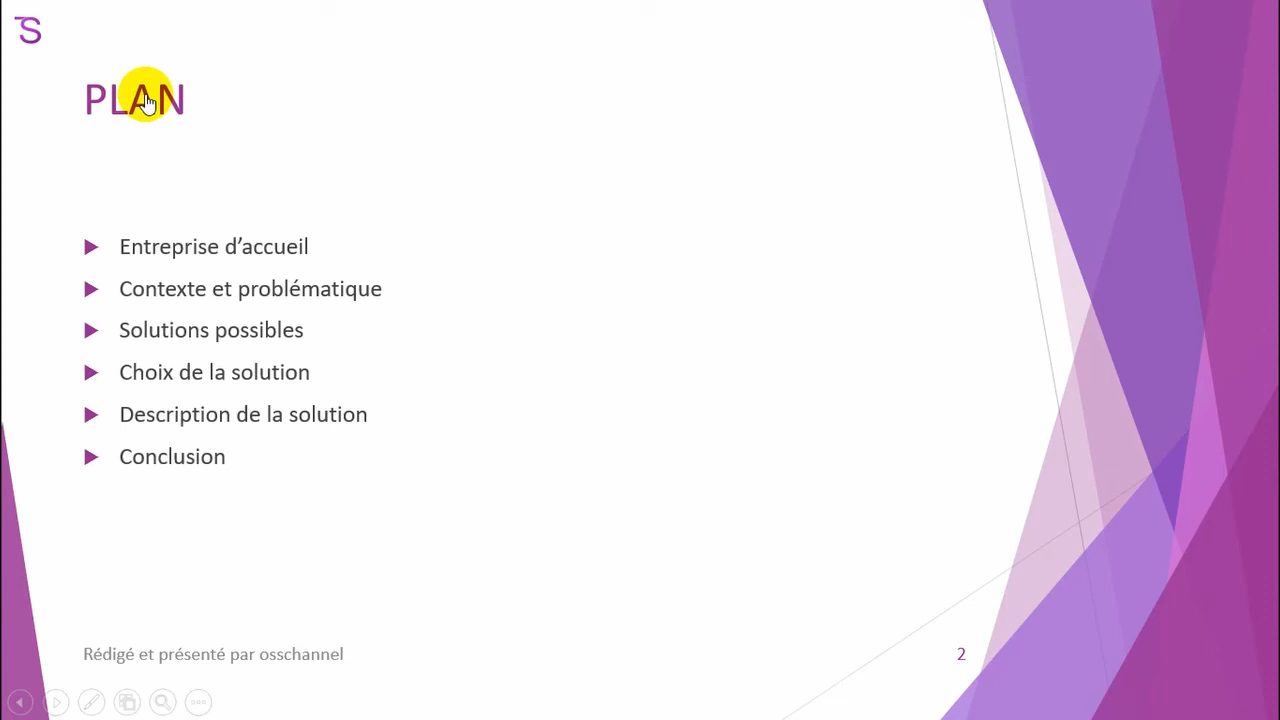 S
PLAN
Entreprise d’accueil
Contexte et problématique
Solutions possibles
Choix de la solution
Description de la solution
Conclusion
Rédigé et présenté par osschannel
2